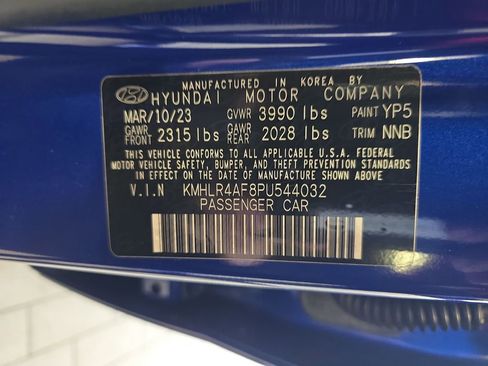 MANUFACTURED IN KOREA BY
HYUNDAI MOTOR COMPANY
MAR/10/23 GVWR 3990 lbs PAINT YP5
GAWR FRONT 2315 lbs GAWR REAR 2028 lbs TRIM NNB
THIS VEHICLE CONFORMS TO ALL APPLICABLE U.S.A. FEDERAL
MOTOR VEHICLE SAFETY, BUMPER, AND THEFT PREVENTION
STANDARDS IN EFFECT ON THE DATE OF MANUFACTURE SHOWN ABOVE.
V.I.N KMHLR4AF8PU544032
PASSENGER CAR